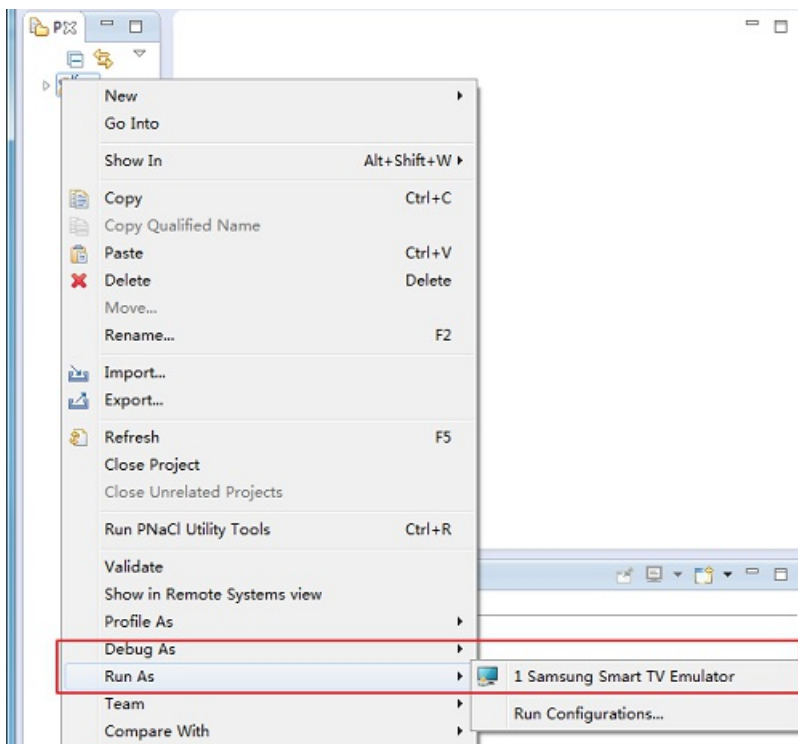 P
New
Go Into
Show In Alt+Shift+W
Copy Ctrl+C
Copy Qualified Name
Paste Ctrl+V
Delete Delete
Move...
Rename... F2
Import...
Export...
Refresh F5
Close Project
Close Unrelated Projects
Run PNaCl Utility Tools Ctrl+R
Validate
Show in Remote Systems view
Profile As
Debug As
Run As
1 Samsung Smart TV Emulator
Team
Run Configurations...
Compare With